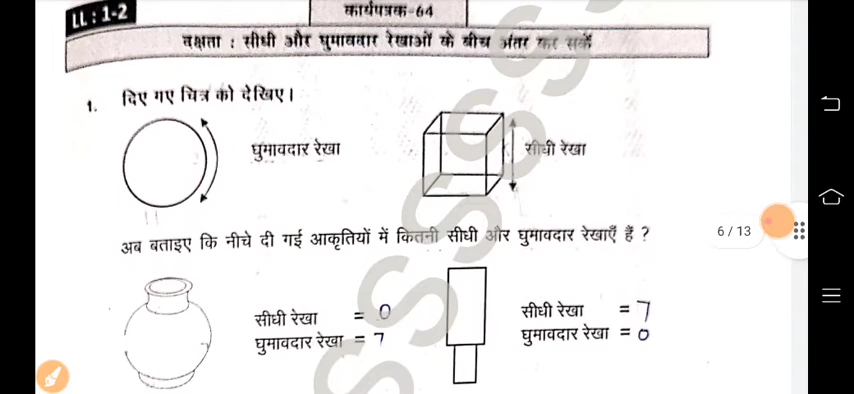 LL : 1-2
कार्यपत्रक-64
दक्षता : सीधी और घुमावदार रेखाओं के बीच अंतर कर सकें
1. दिए गए चित्र को देखिए।
घुमावदार रेखा
सीधी रेखा
अब बताइए कि नीचे दी गई आकृतियों में कितनी सीधी और घुमावदार रेखाएँ हैं ?
6 / 13
सीधी रेखा = 0
घुमावदार रेखा = 7
सीधी रेखा = 7
घुमावदार रेखा = 0